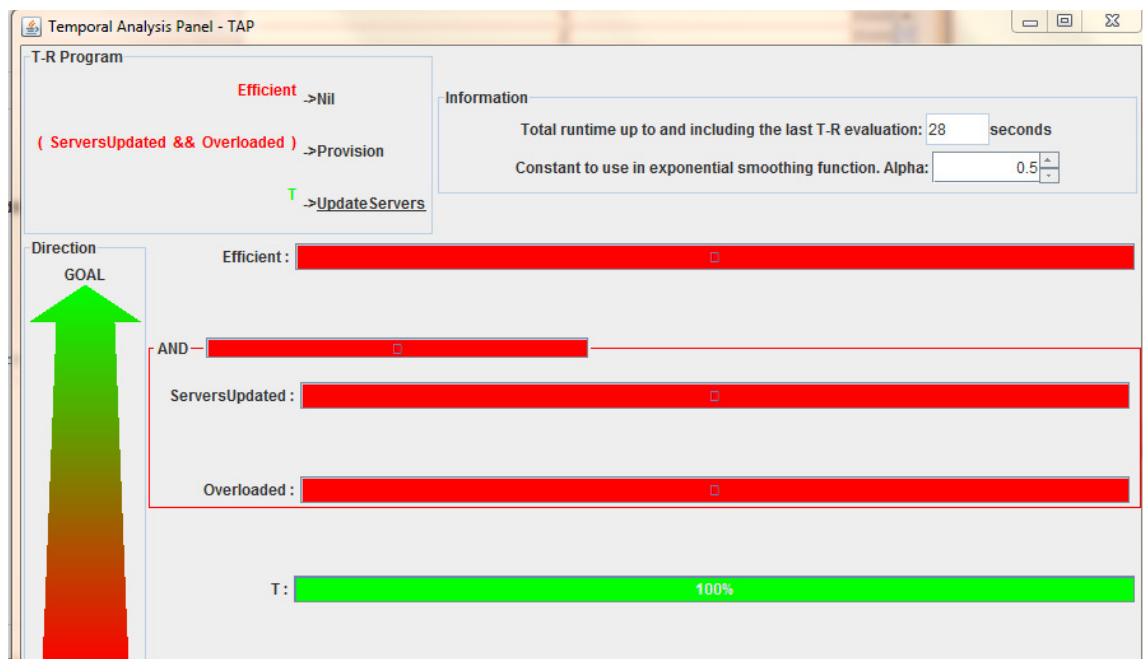 Temporal Analysis Panel - TAP
T-R Program
Efficient ->Nil
( ServersUpdated && Overloaded ) ->Provision
T ->UpdateServers
Information
Total runtime up to and including the last T-R evaluation: 28 seconds
Constant to use in exponential smoothing function. Alpha: 0.5
Direction
GOAL
Efficient :
AND
ServersUpdated :
Overloaded :
T : 100%